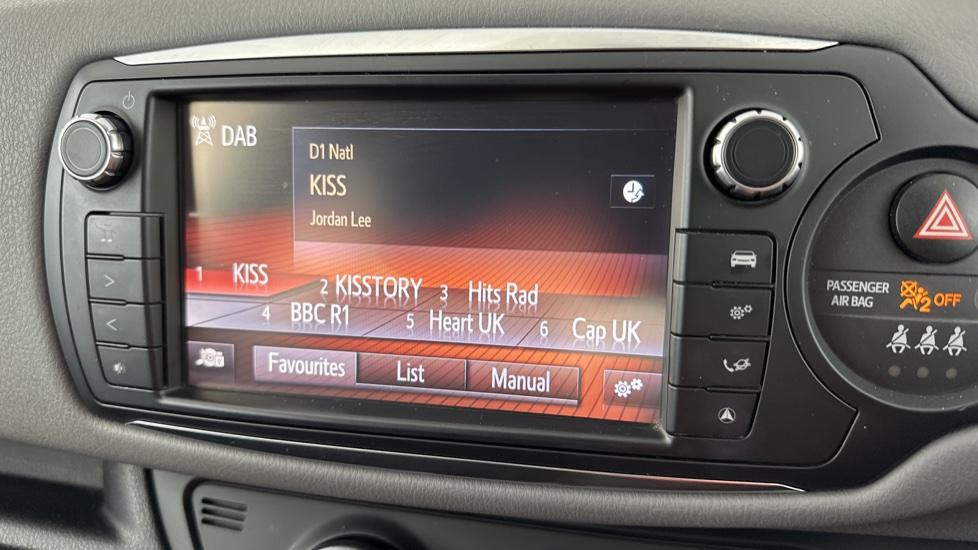 DAB
D1 Natl
KISS
Jordan Lee
1 KISS
2 KISSTORY
3 Hits Rad
4 BBC R1
5 Heart UK
6 Cap UK
Favourites
List
Manual
PASSENGER
AIR BAG
2 OFF